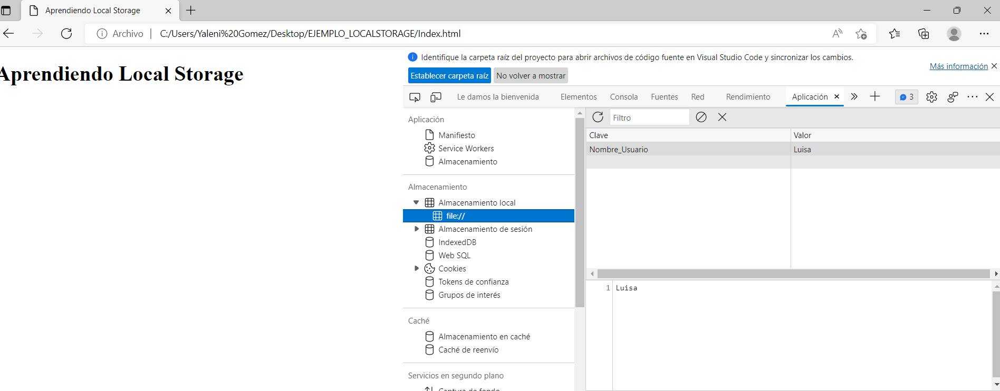 Aprendiendo Local Storage
Archivo
C:/Users/Yaleni%20Gomez/Desktop/EJEMPLO_LOCALSTORAGE/Index.html
Aprendiendo Local Storage
Identifique la carpeta raíz del proyecto para abrir archivos de código fuente en Visual Studio Code y sincronizar los cambios.
Más información
Establecer carpeta raíz No volver a mostrar
Le damos la bienvenida Elementos Consola Fuentes Red Rendimiento Aplicación 3
Aplicación
Manifiesto
Service Workers
Almacenamiento
Almacenamiento
Almacenamiento local
file://
Almacenamiento de sesión
IndexedDB
Web SQL
Cookies
Tokens de confianza
Grupos de interés
Caché
Almacenamiento en caché
Caché de reenvío
Servicios en segundo plano
Captura de fondo
Filtro
Clave Valor
Nombre_Usuario Luisa
1 Luisa